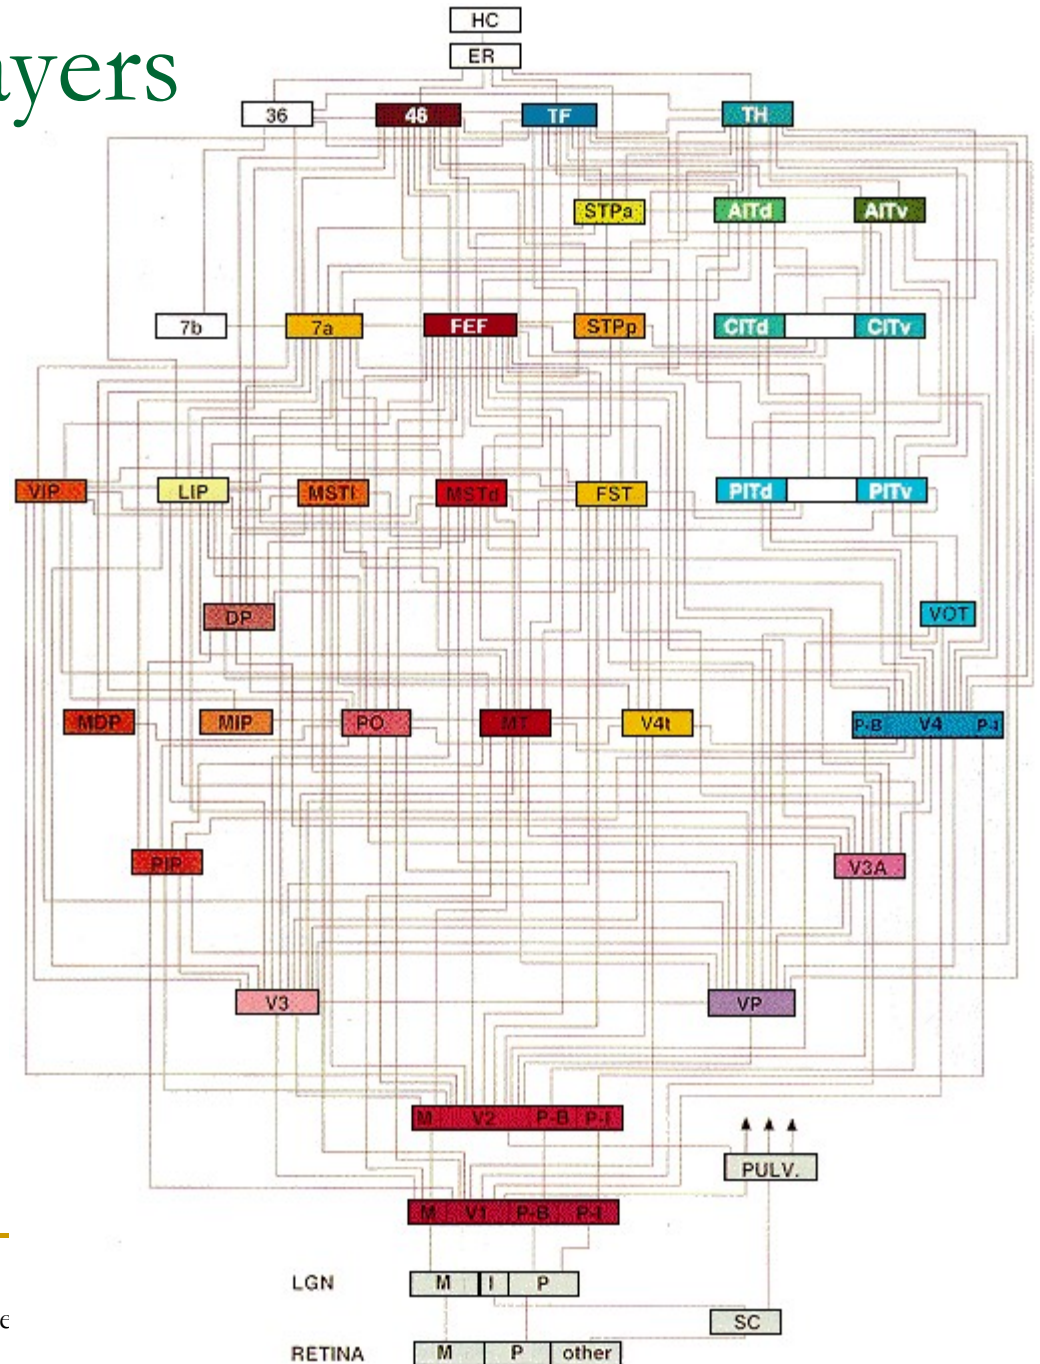 HC
ER
ayers
36 46 TF TH
STPa AITd AITv
7b 7a FEF STPp CITd CITv
VIP LIP MSTl MSTd FST PITd PITv
DP VOT
MDP MIP PO MT V4t P-B V4 P-I
PIP V3A
V3 VP
M V2 P-B P-I
PULV.
M V1 P-B P-I
LGN M I P
SC
RETINA M P other